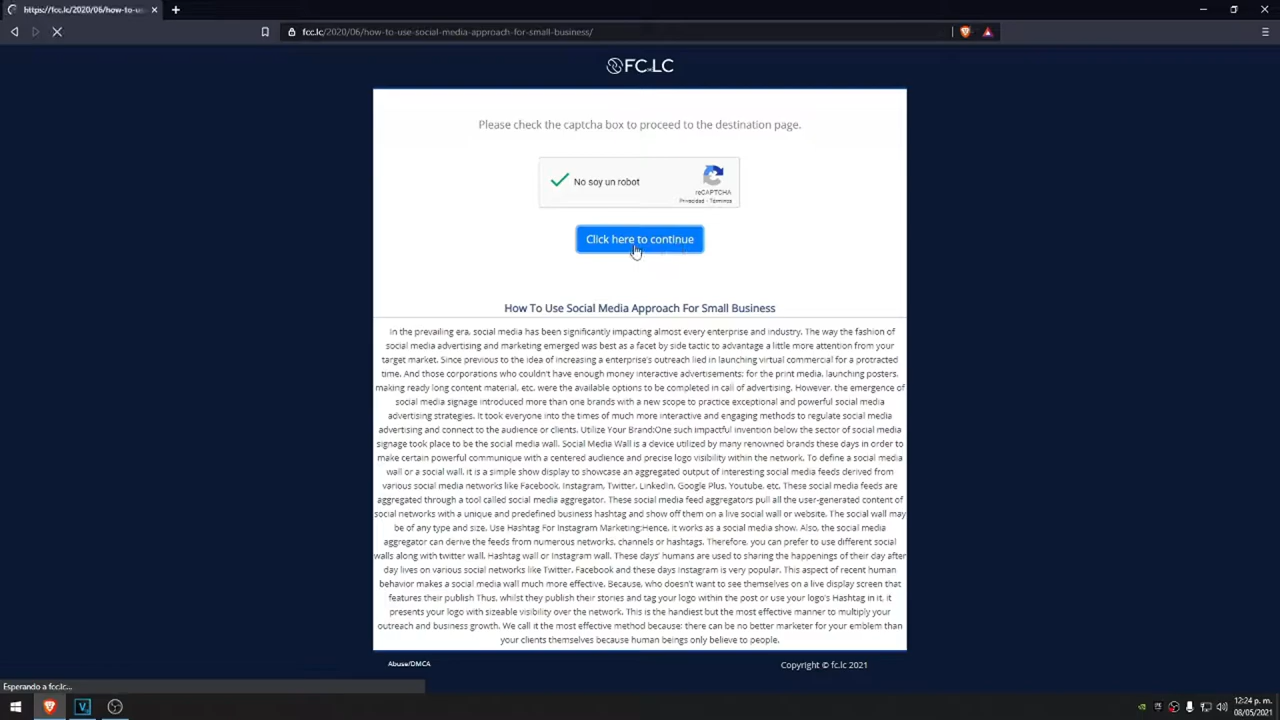 https://fcc.lc/2020/06/how-to-u
fcc.lc/2020/06/how-to-use-social-media-approach-for-small-business/
FC.LC
Please check the captcha box to proceed to the destination page.
No soy un robot
reCAPTCHA
Privacidad - Términos
Click here to continue
How To Use Social Media Approach For Small Business
In the prevailing era, social media has been significantly impacting almost every enterprise and industry. The way the fashion of
social media advertising and marketing emerged was best as a facet by side tactic to advantage a little more attention from your
target market. Since previous to the idea of increasing a enterprise's outreach lied in launching virtual commercial for a protracted
time. And those corporations who couldn't have enough money interactive advertisements: for the print media, launching posters,
making ready long content material, etc. were the available options to be completed in call of advertising. However, the emergence of
social media signage introduced more than one brands with a new scope to practice exceptional and powerful social media
advertising strategies. It took everyone into the times of much more interactive and engaging methods to regulate social media
advertising and connect to the audience or clients. Utilize Your Brand:One such impactful invention below the sector of social media
signage took place to be the social media wall. Social Media Wall is a device utilized by many renowned brands these days in order to
make certain powerful communique with a centered audience and precise logo visibility within the network. To define a social media
wall or a social wall, it is a simple show display to showcase an aggregated output of interesting social media feeds derived from
various social media networks like Facebook, Instagram, Twitter, LinkedIn, Google Plus, Youtube, etc. These social media feeds are
aggregated through a tool called social media aggregator. These social media feed aggregators pull all the user-generated content of
social networks with a unique and predefined business hashtag and show off them on a live social wall or website. The social wall may
be of any type and size. Use Hashtag For Instagram Marketing:Hence, it works as a social media show. Also, the social media
aggregator can derive the feeds from numerous networks, channels or hashtags. Therefore, you can prefer to use different social
walls along with twitter wall, Hashtag wall or Instagram wall. These days' humans are used to sharing the happenings of their day after
day lives on various social networks like Twitter. Facebook and these days Instagram is very popular. This aspect of recent human
behavior makes a social media wall much more effective. Because, who doesn't want to see themselves on a live display screen that
features their publish Thus, whilst they publish their stories and tag your logo within the post or use your logo's Hashtag in it, it
presents your logo with sizeable visibility over the network. This is the handiest but the most effective manner to multiply your
outreach and business growth. We call it the most effective method because; there can be no better marketer for your emblem than
your clients themselves because human beings only believe to people.
Abuse/DMCA
Copyright © fc.lc 2021
Esperando a fcc.lc...
12:24 p. m.
08/05/2021